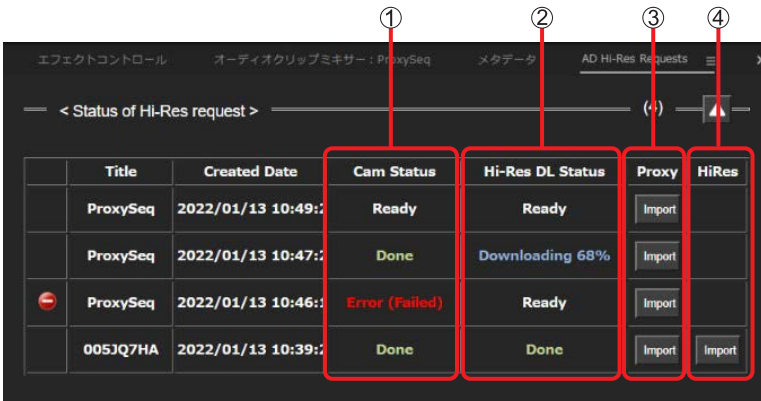 ① ② ③ ④
エフェクトコントロール オーディオクリップミキサー：ProxySeq メタデータ AD Hi-Res Requests
< Status of Hi-Res request > (4)
Title Created Date Cam Status Hi-Res DL Status Proxy HiRes
ProxySeq 2022/01/13 10:49:2 Ready Ready Import
ProxySeq 2022/01/13 10:47:2 Done Downloading 68% Import
ProxySeq 2022/01/13 10:46:1 Error (Failed) Ready Import
005JQ7HA 2022/01/13 10:39:2 Done Done Import Import